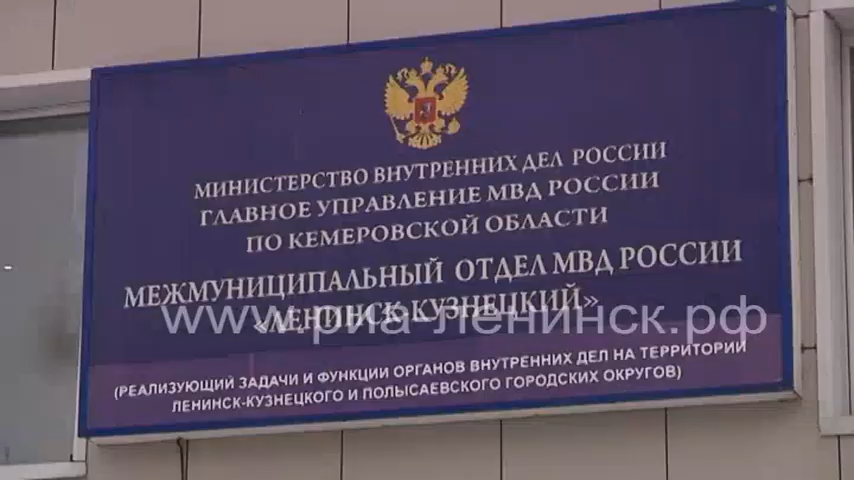 МИНИСТЕРСТВО ВНУТРЕННИХ ДЕЛ РОССИИ
ГЛАВНОЕ УПРАВЛЕНИЕ МВД РОССИИ
ПО КЕМЕРОВСКОЙ ОБЛАСТИ
МЕЖМУНИЦИПАЛЬНЫЙ ОТДЕЛ МВД РОССИИ
«ЛЕНИНСК-КУЗНЕЦКИЙ»
www.риа-ленинск.рф
(РЕАЛИЗУЮЩИЙ ЗАДАЧИ И ФУНКЦИИ ОРГАНОВ ВНУТРЕННИХ ДЕЛ НА ТЕРРИТОРИИ
ЛЕНИНСК-КУЗНЕЦКОГО И ПОЛЫСАЕВСКОГО ГОРОДСКИХ ОКРУГОВ)